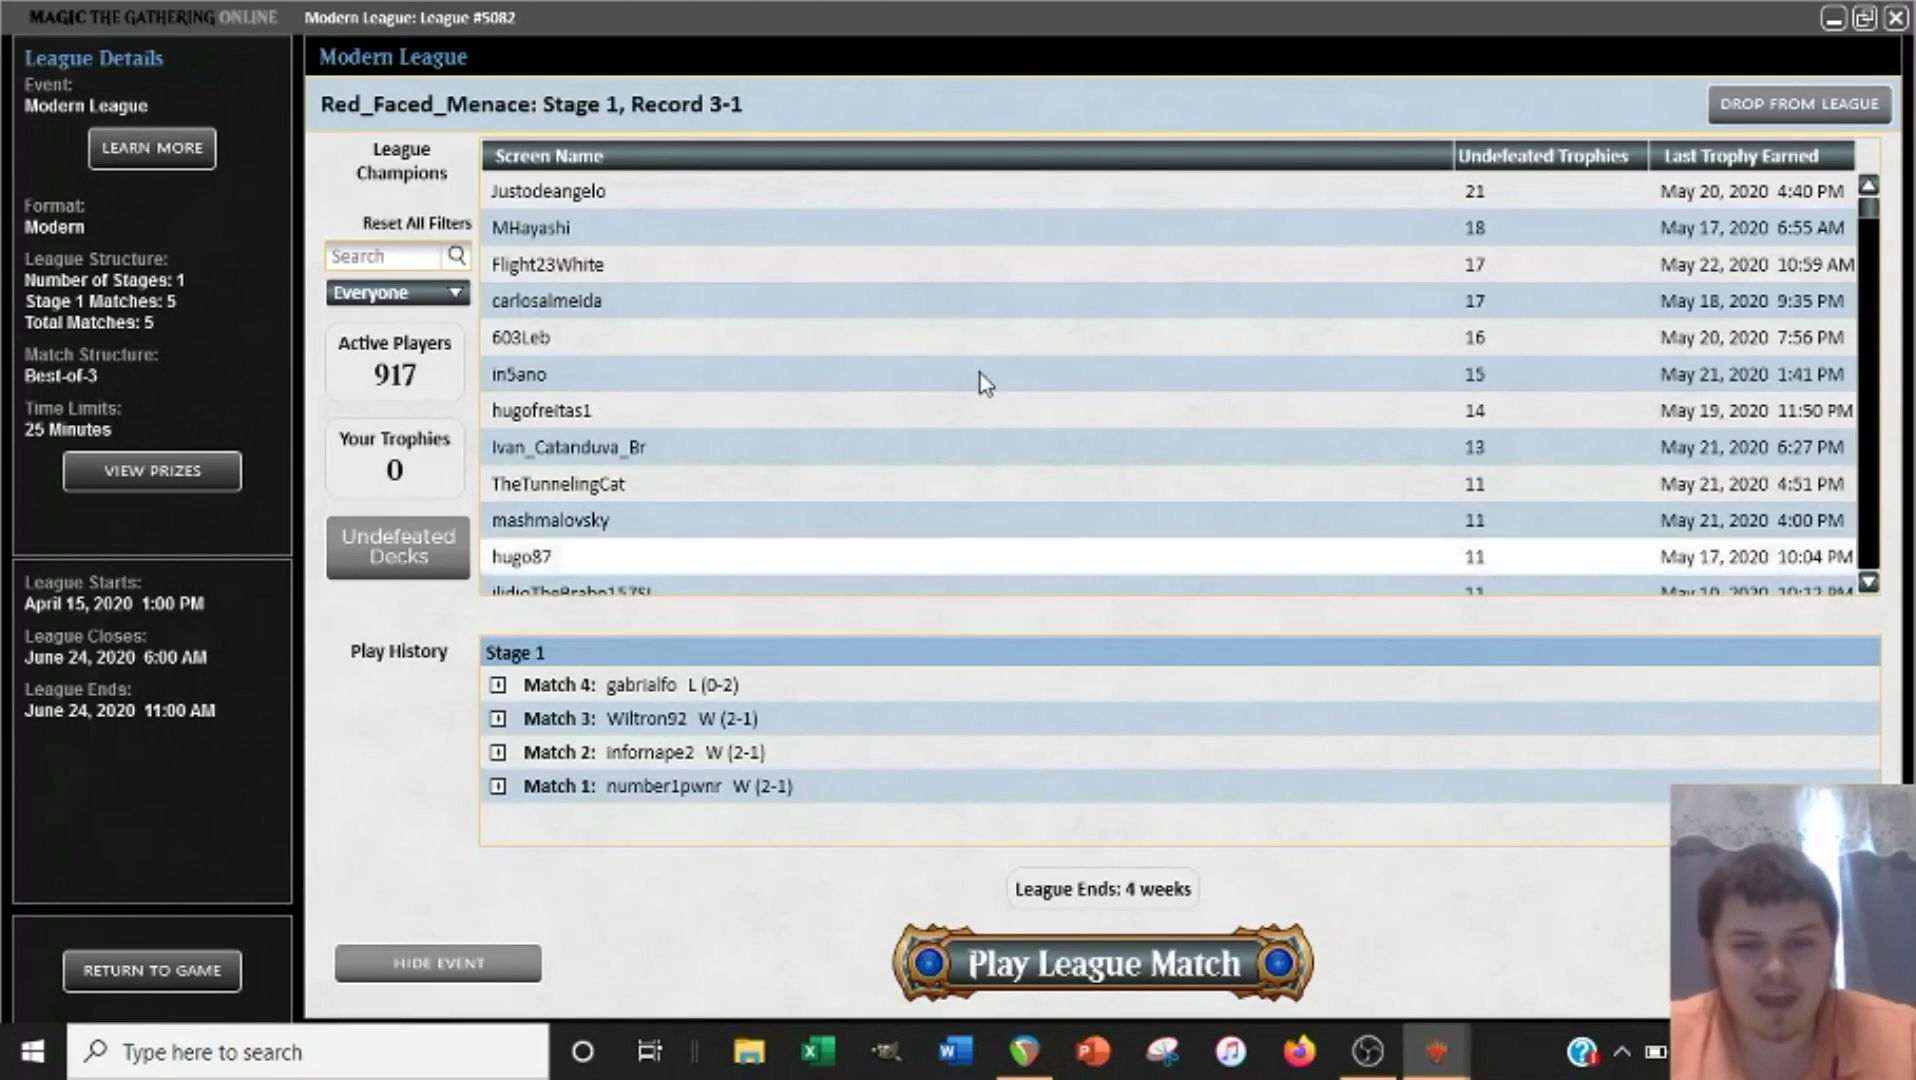 MAGIC THE GATHERING ONLINE
Modern League: League #5082
League Details
Event:
Modern League
LEARN MORE
Format:
Modern
League Structure:
Number of Stages: 1
Stage 1 Matches: 5
Total Matches: 5
Match Structure:
Best-of-3
Time Limits:
25 Minutes
VIEW PRIZES
League Starts:
April 15, 2020 1:00 PM
League Closes:
June 24, 2020 6:00 AM
League Ends:
June 24, 2020 11:00 AM
RETURN TO GAME
Modern League
Red_Faced_Menace: Stage 1, Record 3-1
DROP FROM LEAGUE
League
Champions
Reset All Filters
Search
Everyone
Active Players
917
Your Trophies
0
Undefeated
Decks
Screen Name Undefeated Trophies Last Trophy Earned
Justodeangelo 21 May 20, 2020 4:40 PM
MHayashi 18 May 17, 2020 6:55 AM
Flight23White 17 May 22, 2020 10:59 AM
carlosalmeida 17 May 18, 2020 9:35 PM
603Leb 16 May 20, 2020 7:56 PM
in5ano 15 May 21, 2020 1:41 PM
hugofreitas1 14 May 19, 2020 11:50 PM
Ivan_Catanduva_Br 13 May 21, 2020 6:27 PM
TheTunnelingCat 11 May 21, 2020 4:51 PM
mashmalovsky 11 May 21, 2020 4:00 PM
hugo87 11 May 17, 2020 10:04 PM
Play History
Stage 1
Match 4: gabrialfo L (0-2)
Match 3: Wiltron92 W (2-1)
Match 2: infornape2 W (2-1)
Match 1: number1pwnr W (2-1)
League Ends: 4 weeks
HIDE EVENT
Play League Match
Type here to search